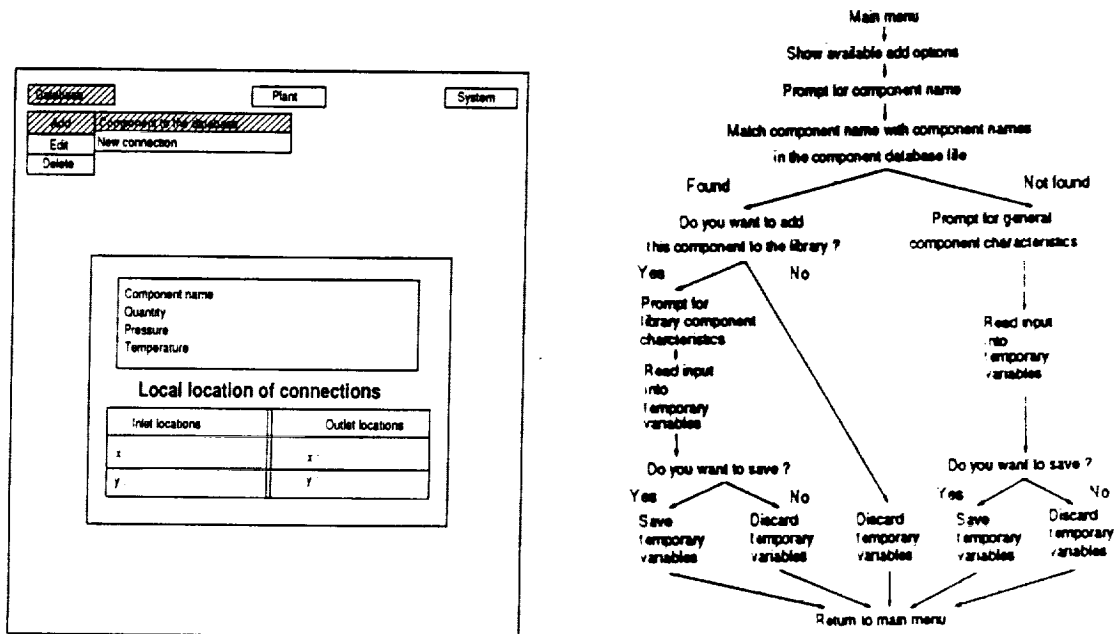 Database
Plant
System
Add
Component to the database
Edit
New connection
Delete
Component name
Quantity
Pressure
Temperature
Local location of connections
Inlet locations
Outlet locations
x
x
y
y
Main menu
Show available add options
Prompt for component name
Match component name with component names
in the component database file
Found
Not found
Do you want to add
this component to the library ?
Prompt for general
component characteristics
Yes
No
Prompt for
library component
charcteristics
Read input
into
temporary
variables
Read input
into
temporary
variables
Do you want to save ?
Do you want to save ?
Yes
No
Yes
No
Save
temporary
variables
Discard
temporary
variables
Discard
temporary
variables
Save
temporary
variables
Discard
temporary
variables
Return to main menu